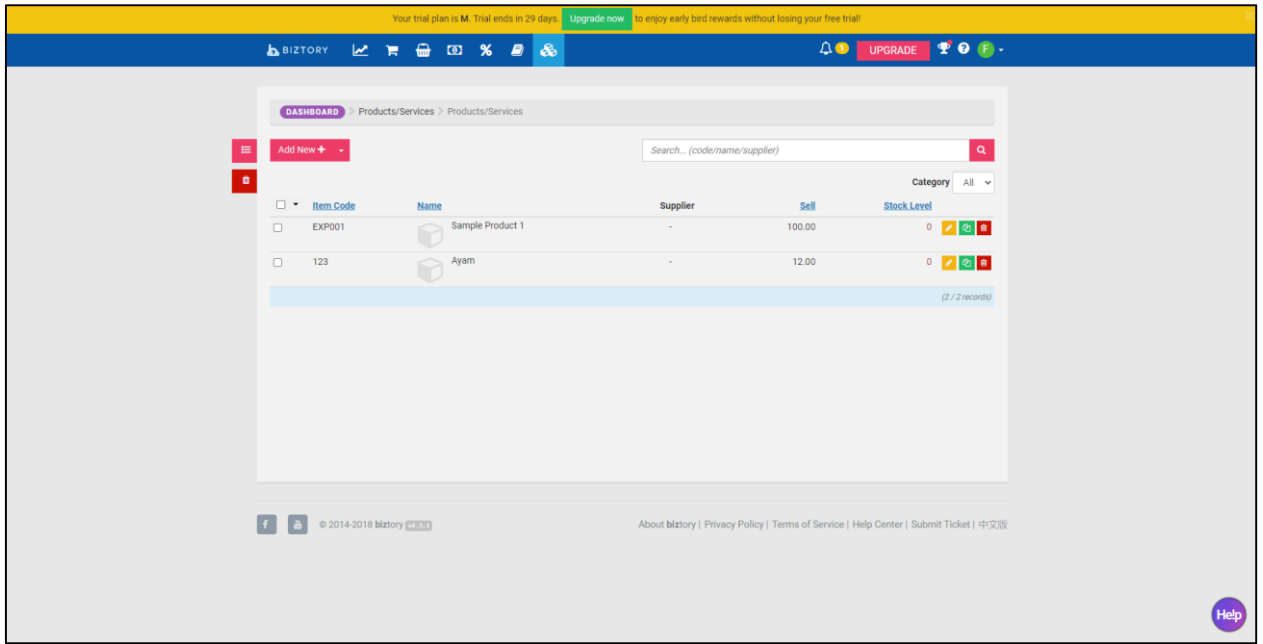 Your trial plan is M. Trial ends in 29 days. Upgrade now to enjoy early bird rewards without losing your free trial!
BIZTORY % 1 UPGRADE ? F
DASHBOARD > Products/Services > Products/Services
Add New + Search... (code/name/supplier)
Category All
Item Code Name Supplier Sell Stock Level
EXP001 Sample Product 1 - 100.00 0
123 Ayam - 12.00 0
(2 / 2 records)
© 2014-2018 biztory
About biztory | Privacy Policy | Terms of Service | Help Center | Submit Ticket | 中文版
Help